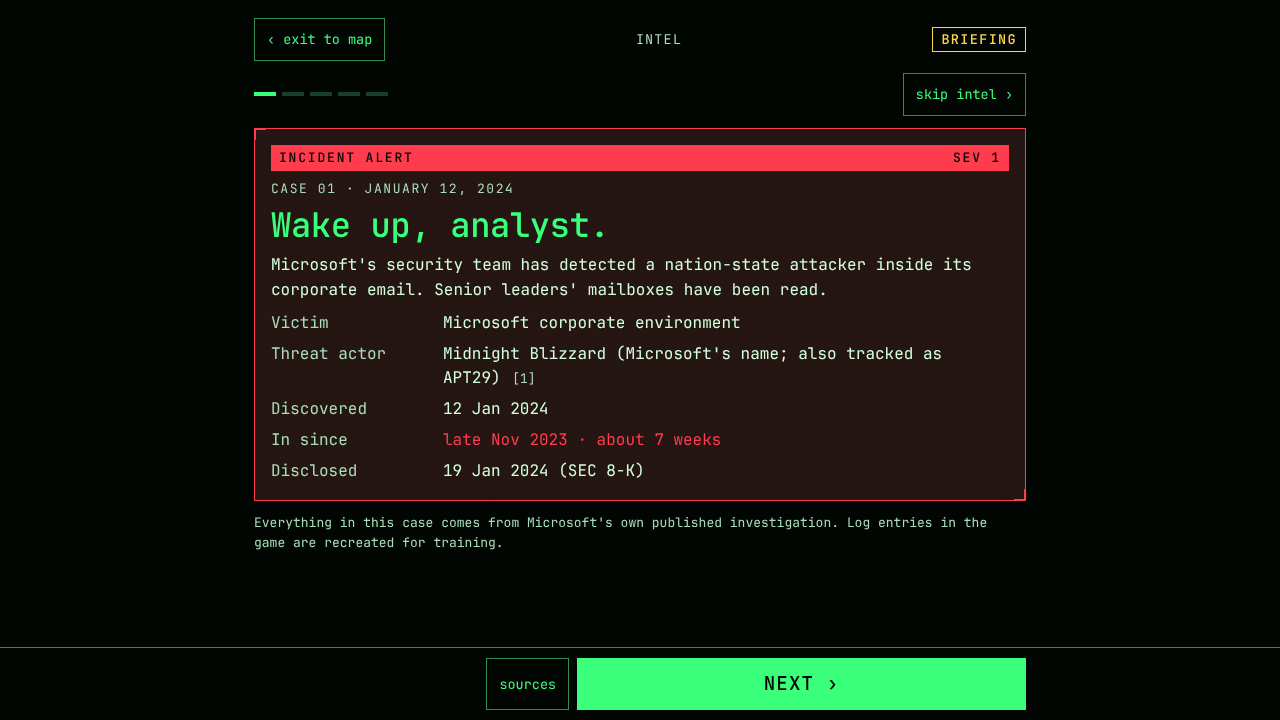 ‹ exit to map
INTEL
BRIEFING
skip intel ›
INCIDENT ALERT
SEV 1
CASE 01 · JANUARY 12, 2024
Wake up, analyst.
Microsoft's security team has detected a nation-state attacker inside its
corporate email. Senior leaders' mailboxes have been read.
Victim Microsoft corporate environment
Threat actor Midnight Blizzard (Microsoft's name; also tracked as
APT29) [1]
Discovered 12 Jan 2024
In since late Nov 2023 · about 7 weeks
Disclosed 19 Jan 2024 (SEC 8-K)
Everything in this case comes from Microsoft's own published investigation. Log entries in the
game are recreated for training.
sources
NEXT ›